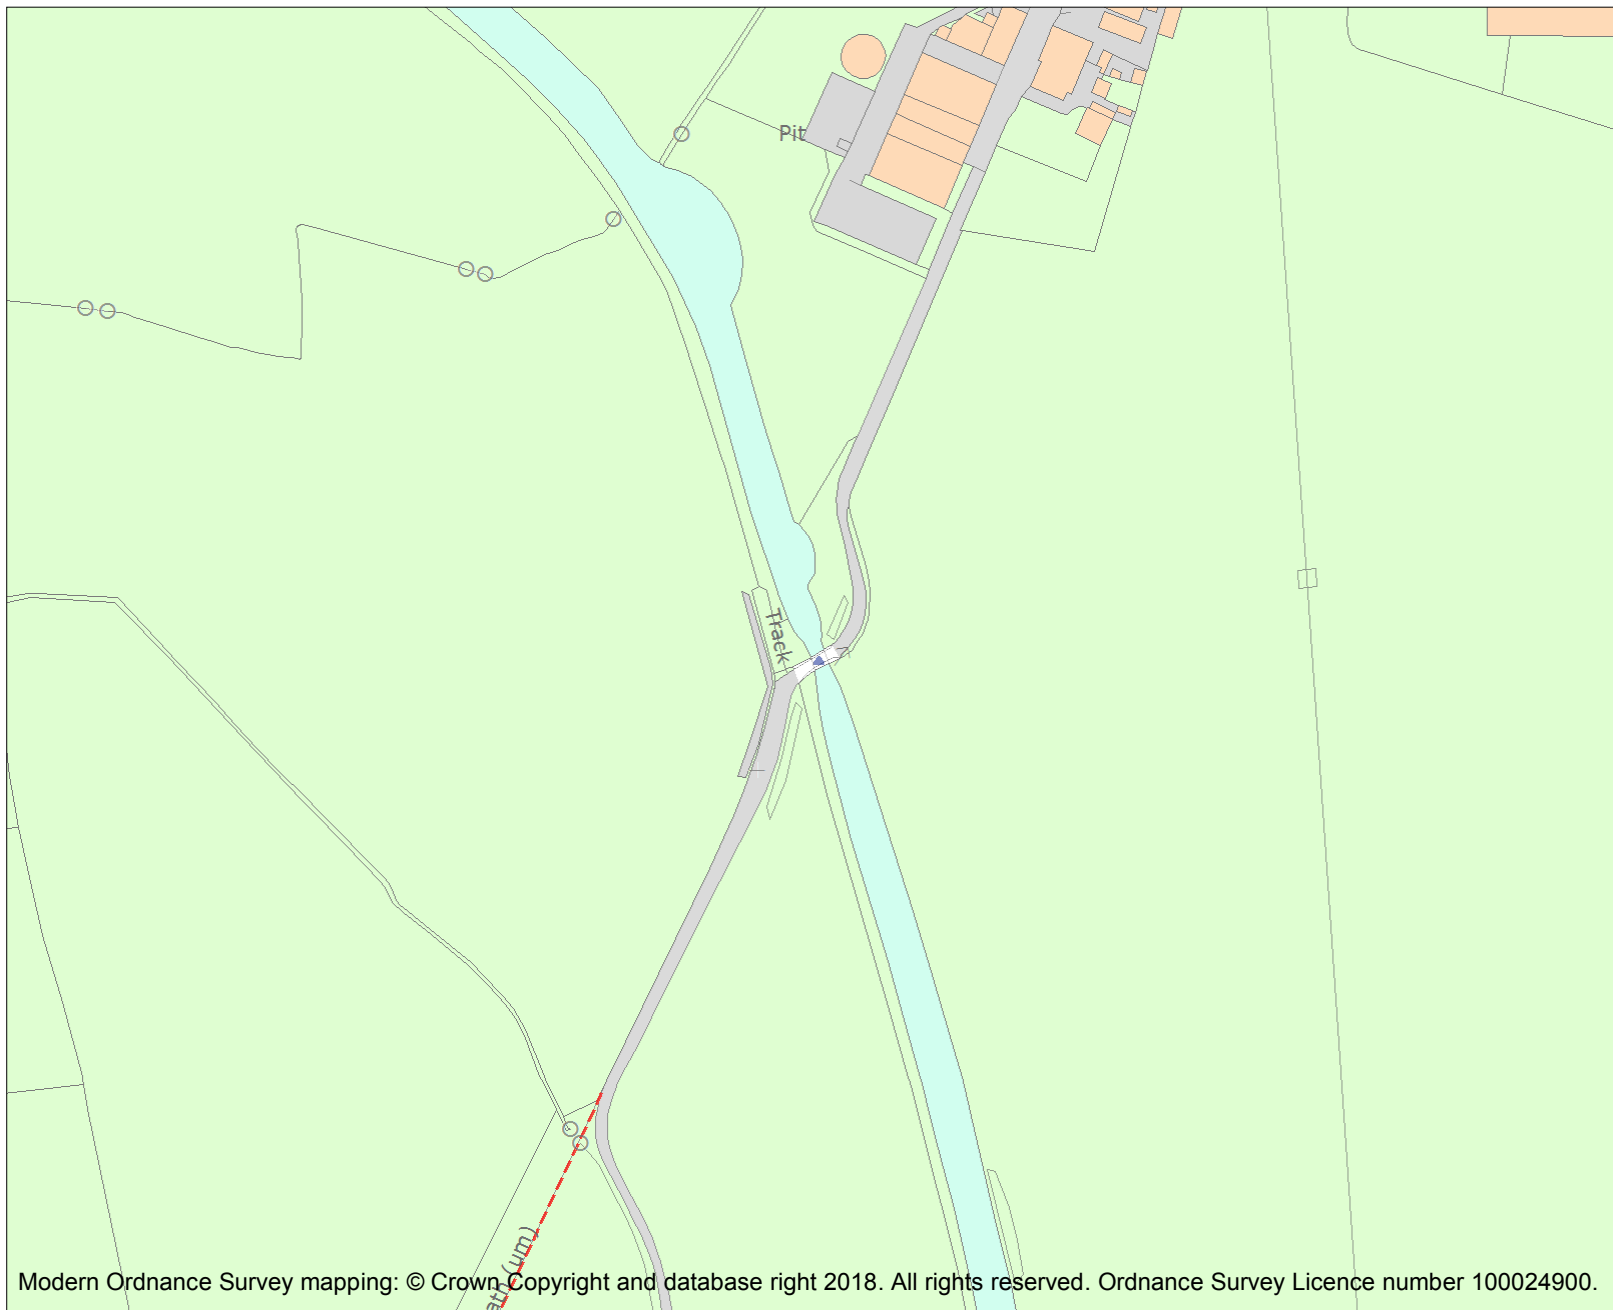 Pit
Track
ath (um)
Modern Ordnance Survey mapping: © Crown Copyright and database right 2018. All rights reserved. Ordnance Survey Licence number 100024900.